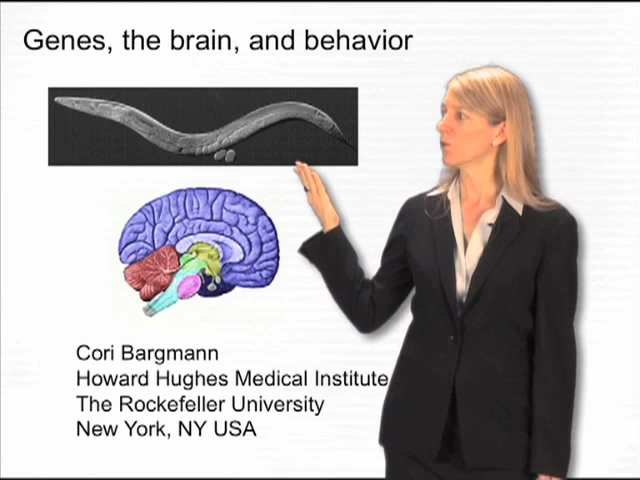 Genes, the brain, and behavior
Cori Bargmann
Howard Hughes Medical Institute
The Rockefeller University
New York, NY USA